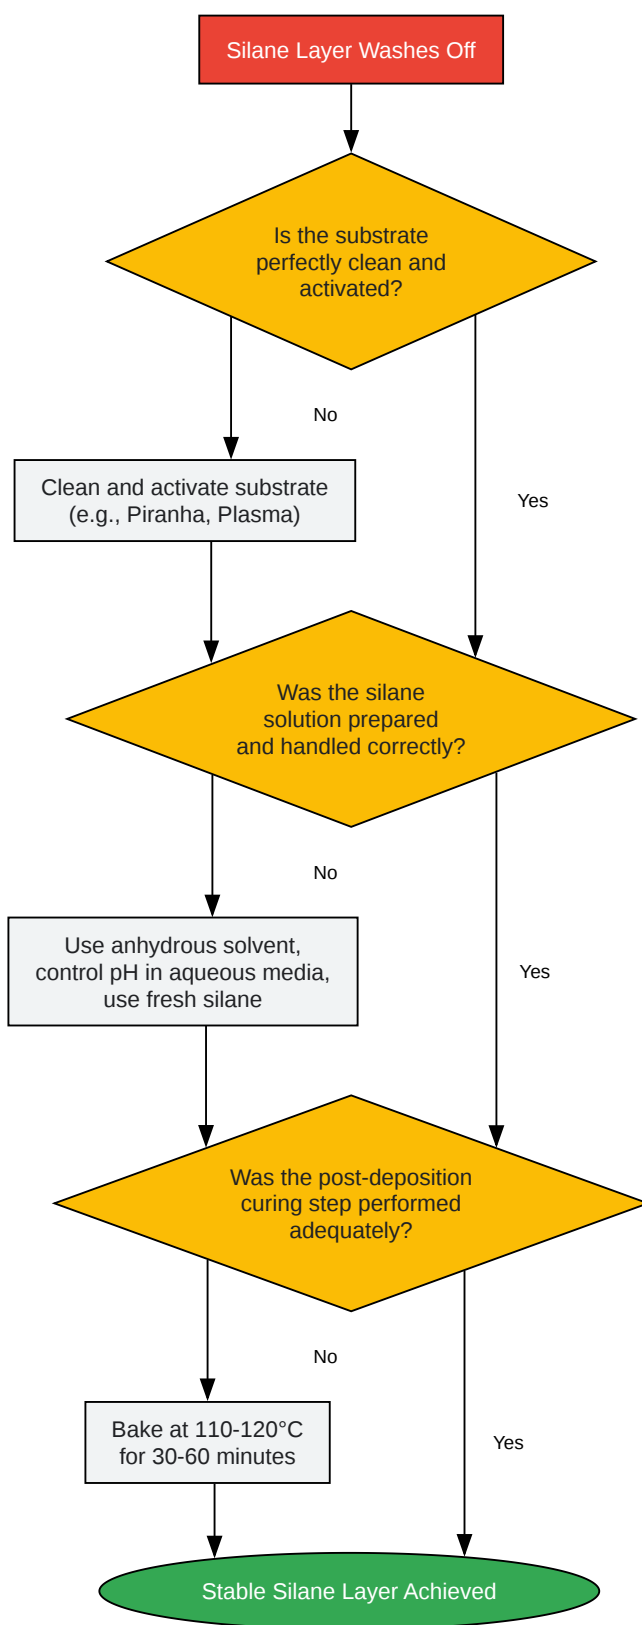 Silane Layer Washes Off
Is the substrate
perfectly clean and
activated?
No
Clean and activate substrate
(e.g., Piranha, Plasma)
Yes
Was the silane
solution prepared
and handled correctly?
No
Use anhydrous solvent,
control pH in aqueous media,
use fresh silane
Yes
Was the post-deposition
curing step performed
adequately?
No
Bake at 110-120°C
for 30-60 minutes
Yes
Stable Silane Layer Achieved